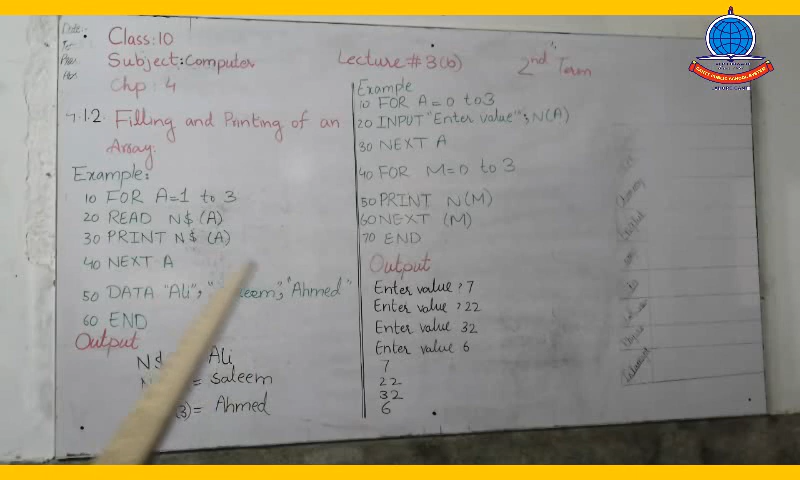 Class:10
Subject: Computer
Chp: 4
Lecture # 3(b)
2nd Term
4.1.2. Filling and Printing of an
Array.
Example:
10 FOR A=1 to 3
20 READ N$ (A)
30 PRINT N$ (A)
40 NEXT A
50 DATA "Ali", "Saleem", "Ahmed"
60 END
Output
N$ Ali
= Saleem
(3)= Ahmed
Example
10 FOR A=0 to 3
20 INPUT "Enter value"; N(A)
30 NEXT A
40 FOR M=0 to 3
50 PRINT N(M)
60 NEXT (M)
70 END
Output
Enter value ? 7
Enter value ? 22
Enter value 32
Enter value 6
7
22
32
6